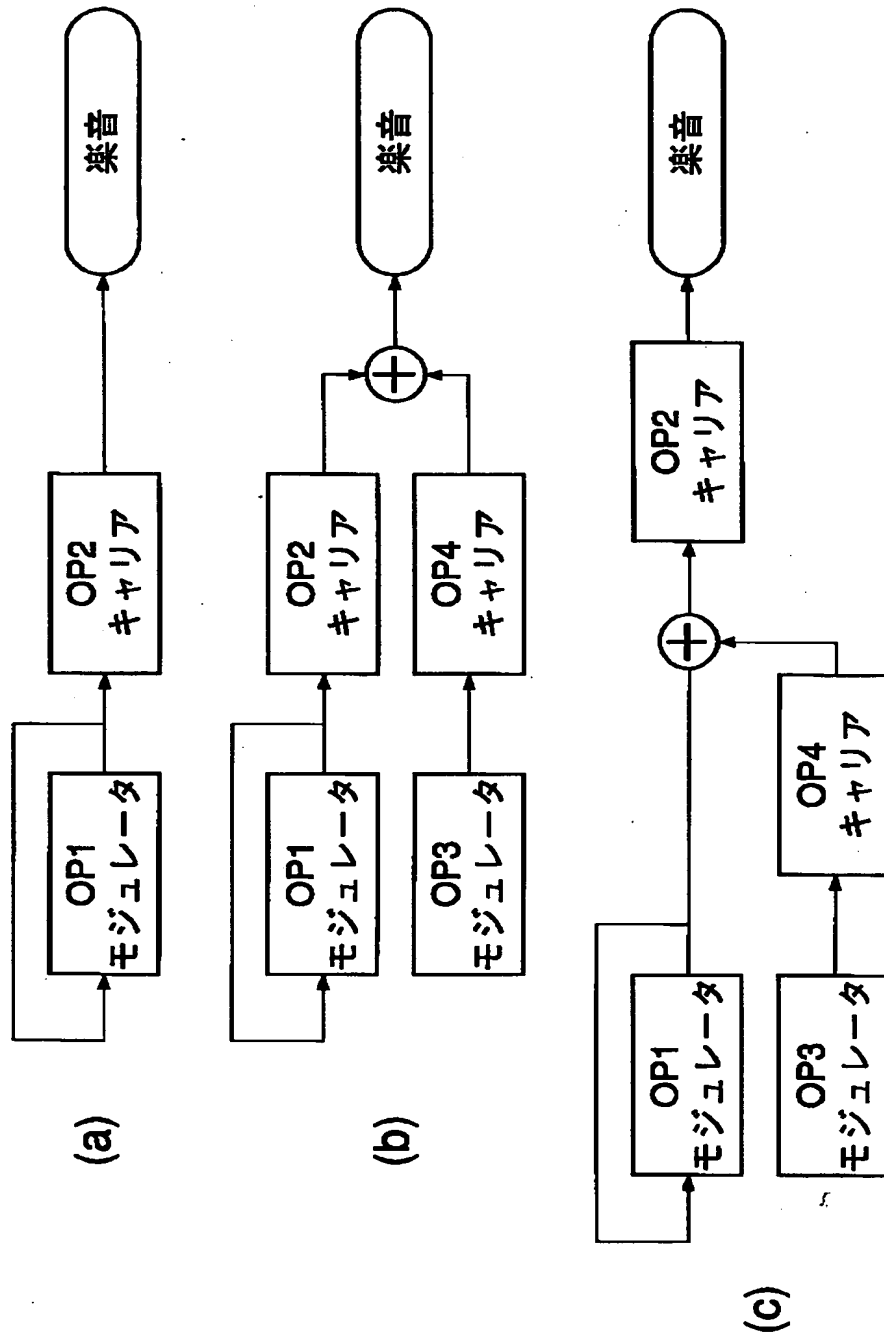 (a)
OP1
モジュレータ
OP2
キャリア
楽音
(b)
OP1
モジュレータ
OP2
キャリア
OP3
モジュレータ
OP4
キャリア
楽音
(c)
OP1
モジュレータ
OP3
モジュレータ
OP4
キャリア
OP2
キャリア
楽音